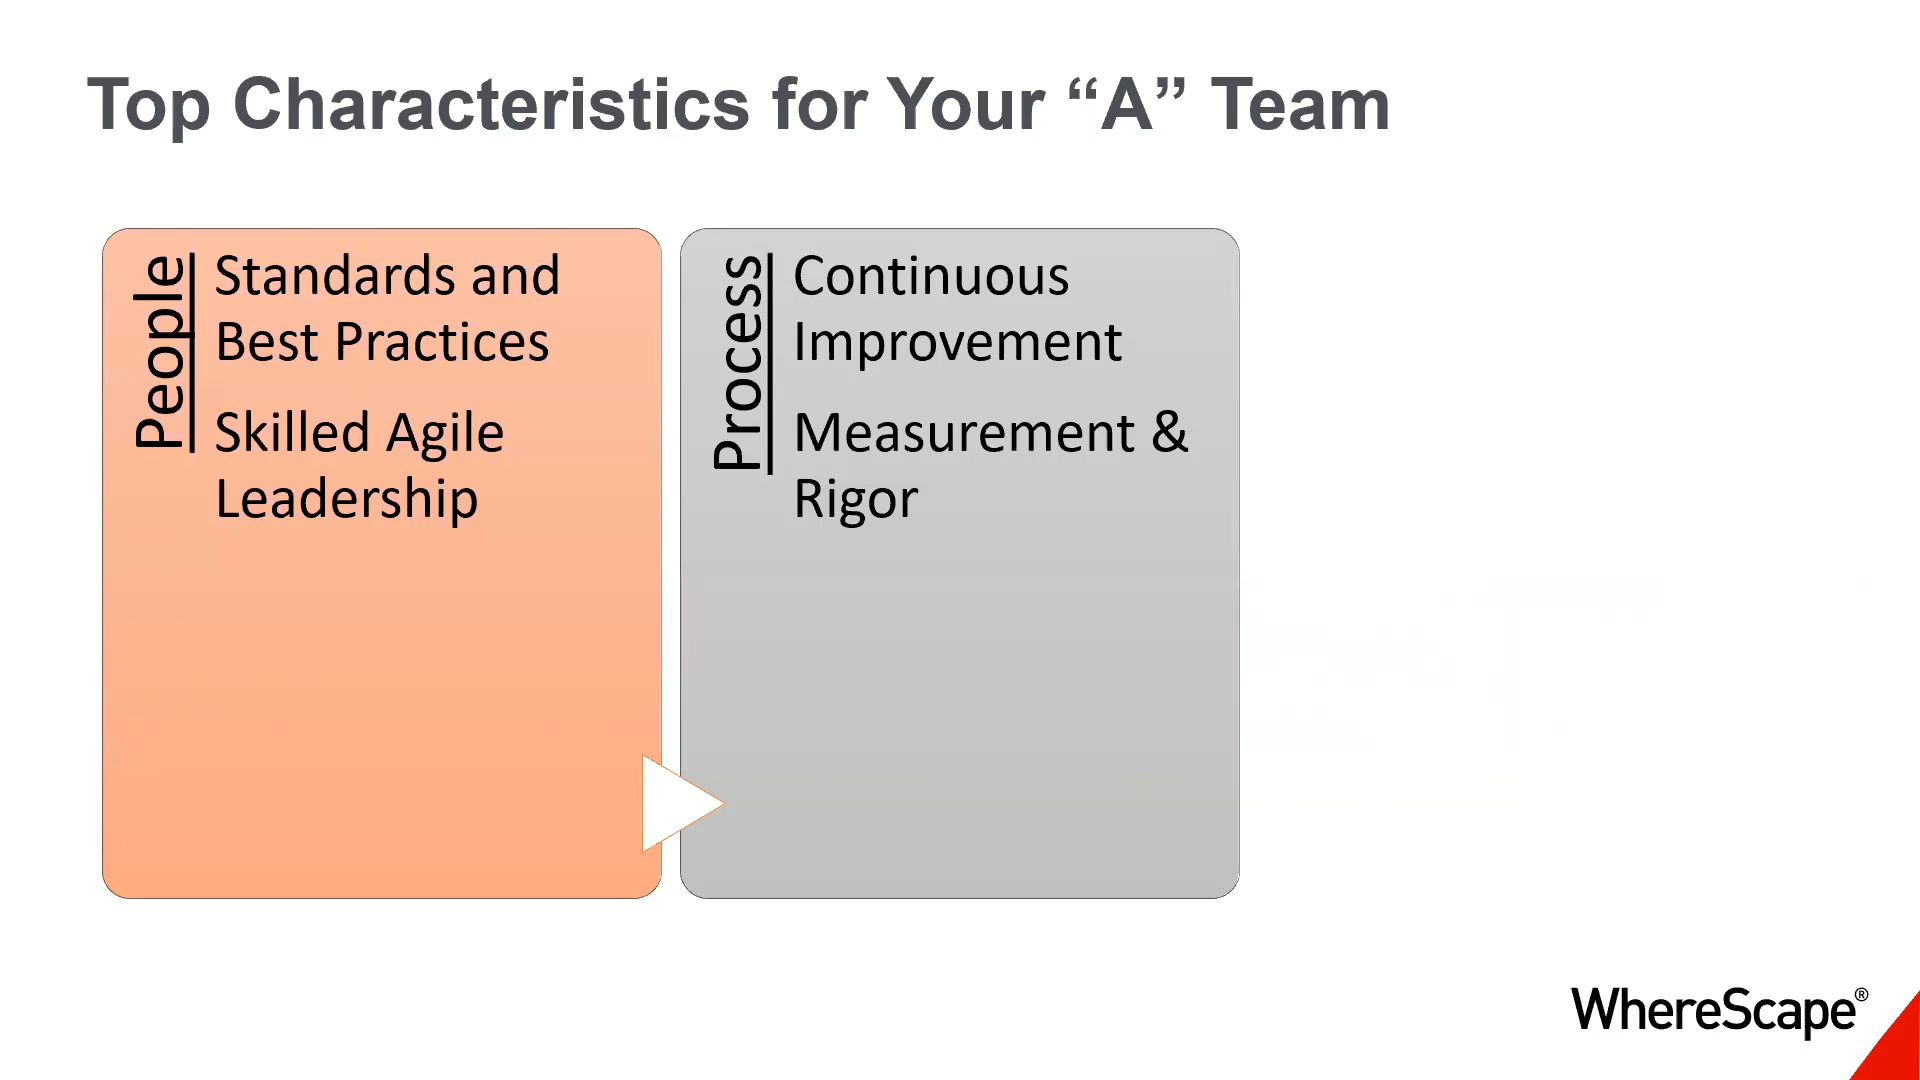 Top Characteristics for Your “A” Team
People
Standards and
Best Practices
Skilled Agile
Leadership
Process
Continuous
Improvement
Measurement &
Rigor
WhereScape®